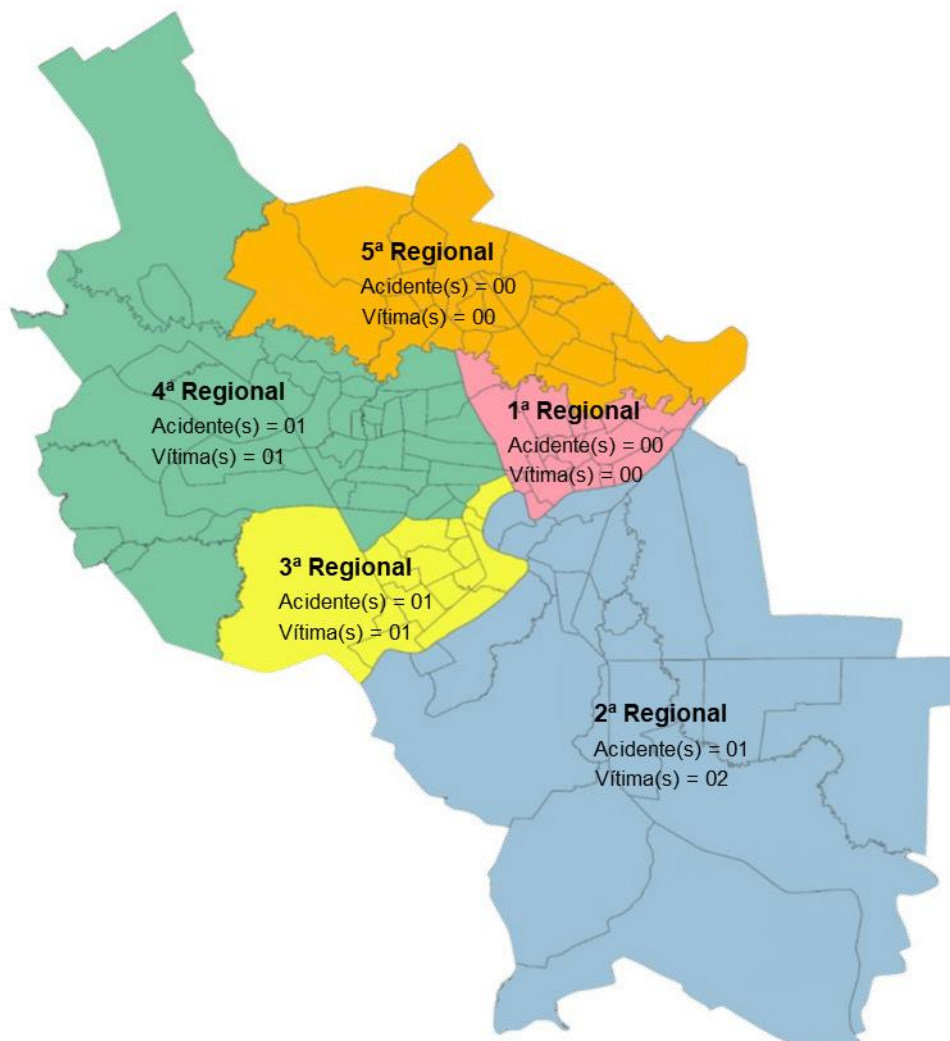 5ª Regional
Acidente(s) = 00
Vítima(s) = 00
4ª Regional
Acidente(s) = 01
Vítima(s) = 01
1ª Regional
Acidente(s) = 00
Vítima(s) = 00
3ª Regional
Acidente(s) = 01
Vítima(s) = 01
2ª Regional
Acidente(s) = 01
Vítima(s) = 02